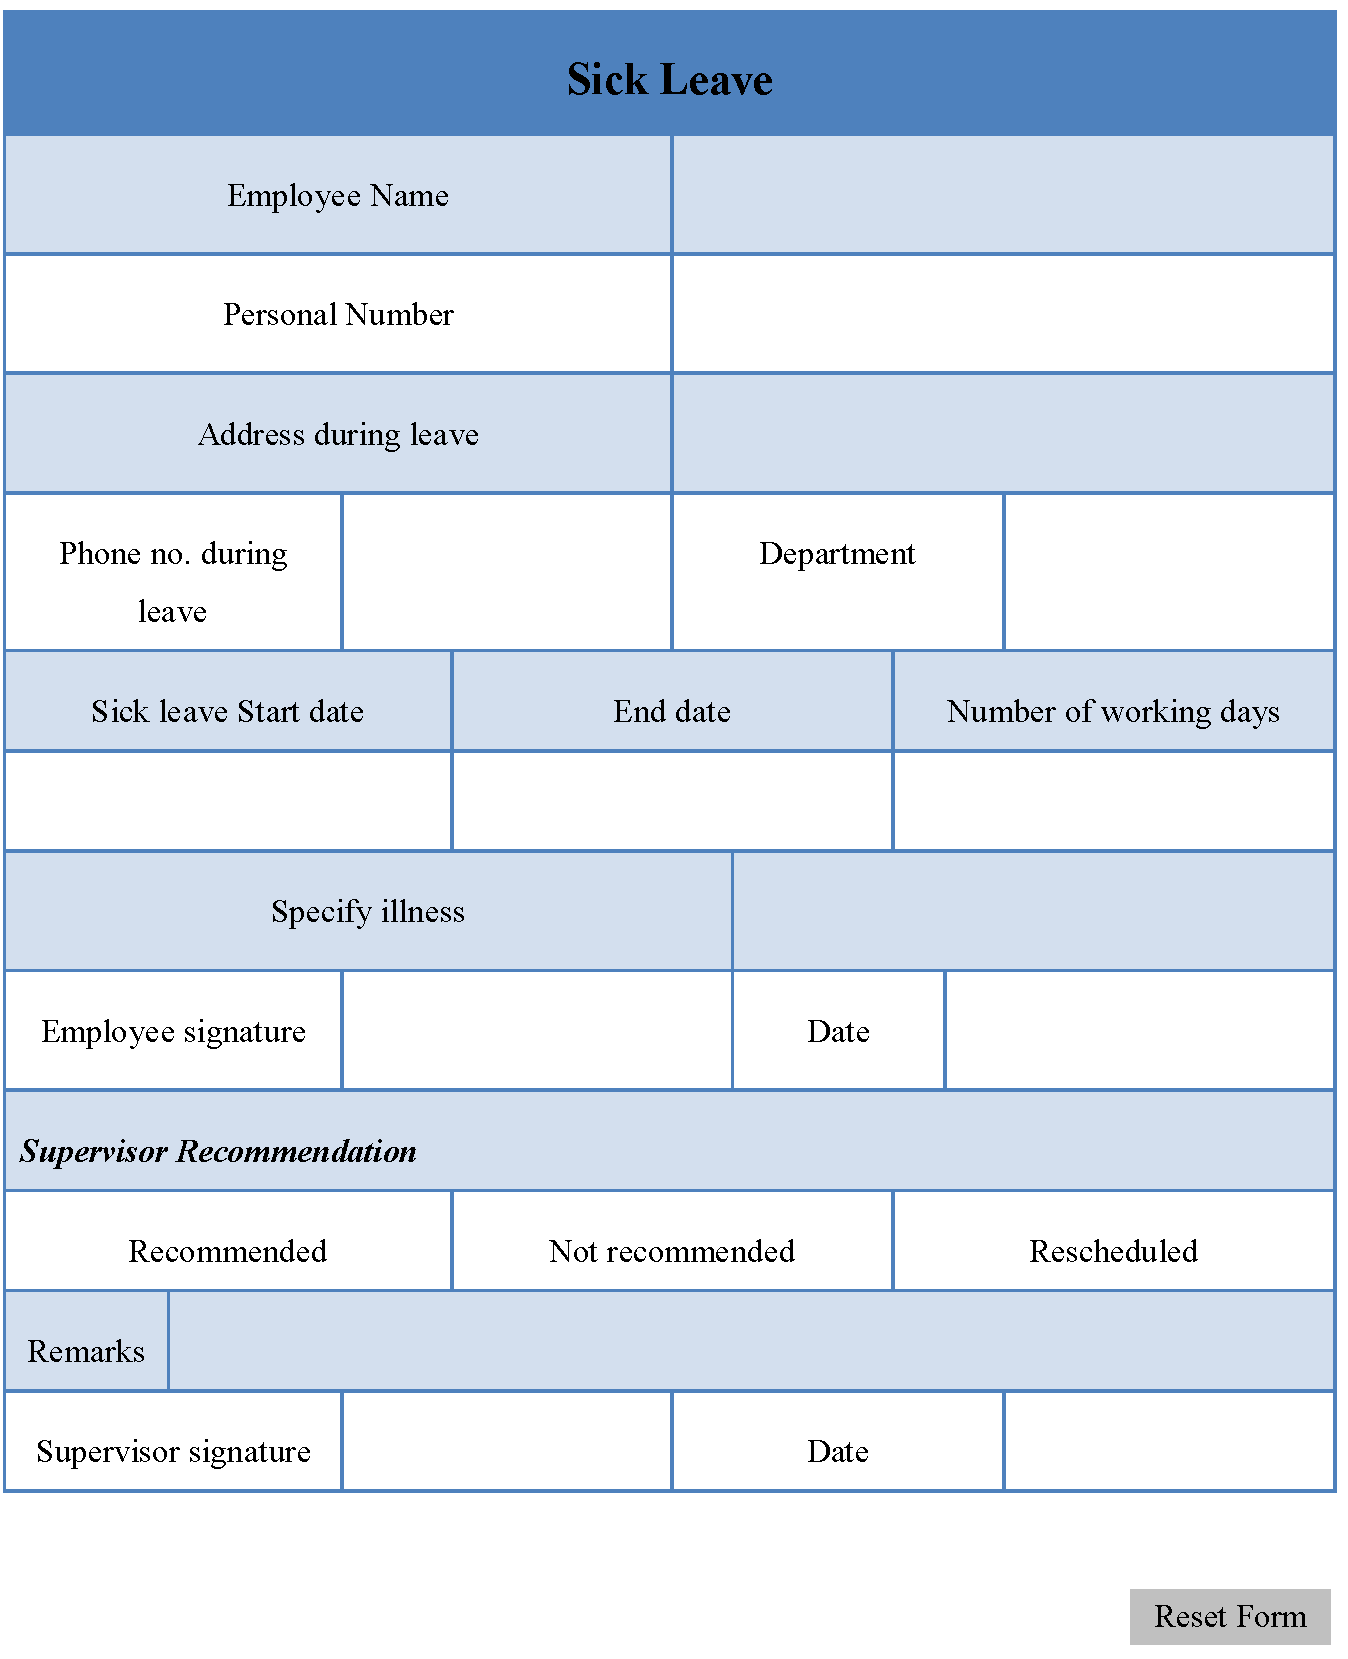 Sick Leave
Employee Name
Personal Number
Address during leave
Phone no. during
leave
Department
Sick leave Start date
End date
Number of working days
Specify illness
Employee signature
Date
Supervisor Recommendation
Recommended
Not recommended
Rescheduled
Remarks
Supervisor signature
Date
Reset Form